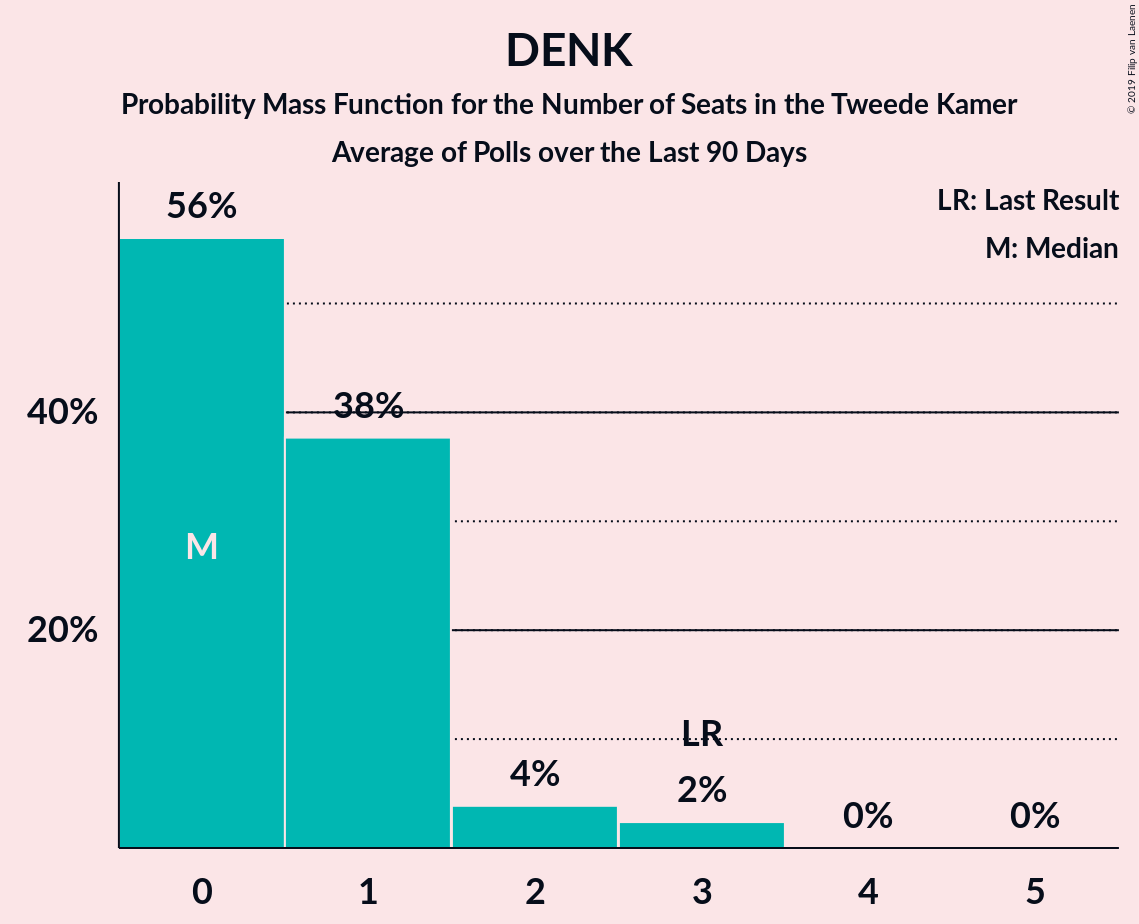 DENK
Probability Mass Function for the Number of Seats in the Tweede Kamer
Average of Polls over the Last 90 Days
© 2019 Filip van Laenen
LR: Last Result
M: Median
56%
38%
40%
M
20%
LR
4%
2%
0%
0%
0 1 2 3 4 5